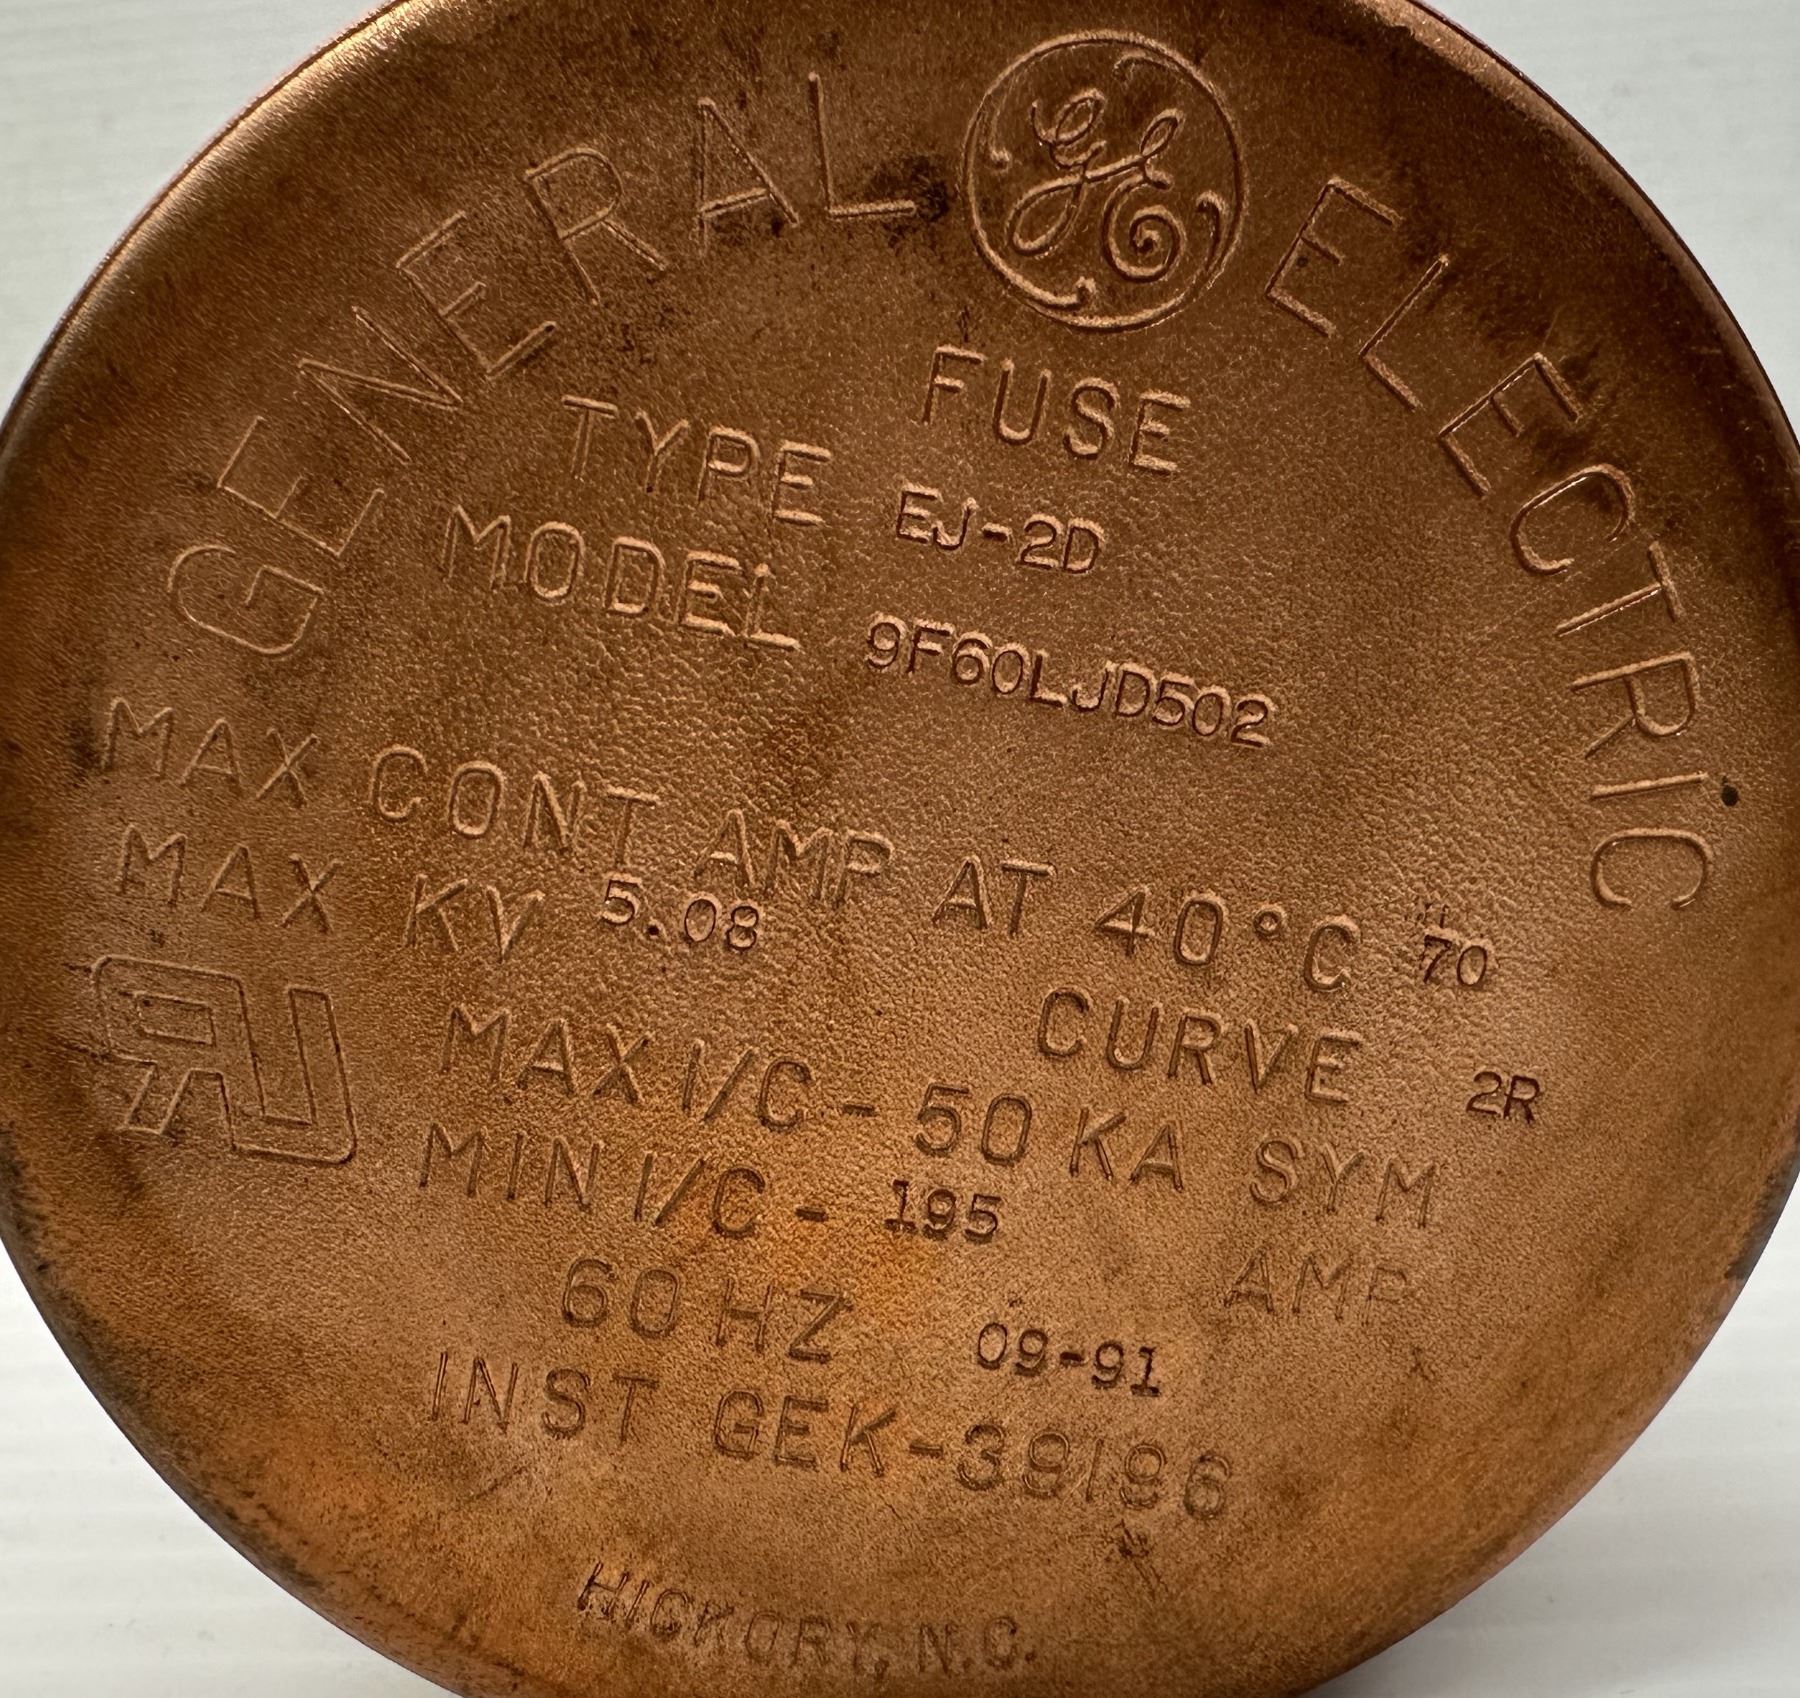 GENERAL GE ELECTRIC
FUSE
TYPE EJ-2D
MODEL 9F60LJD502
MAX CONT AMP AT 40°C 70
MAX KV 5.08 CURVE 2R
MAX I/C - 50 KA SYM
MIN I/C - 195 AMP
60 HZ 09-91
INST GEK-39196
HICKORY, N.C.